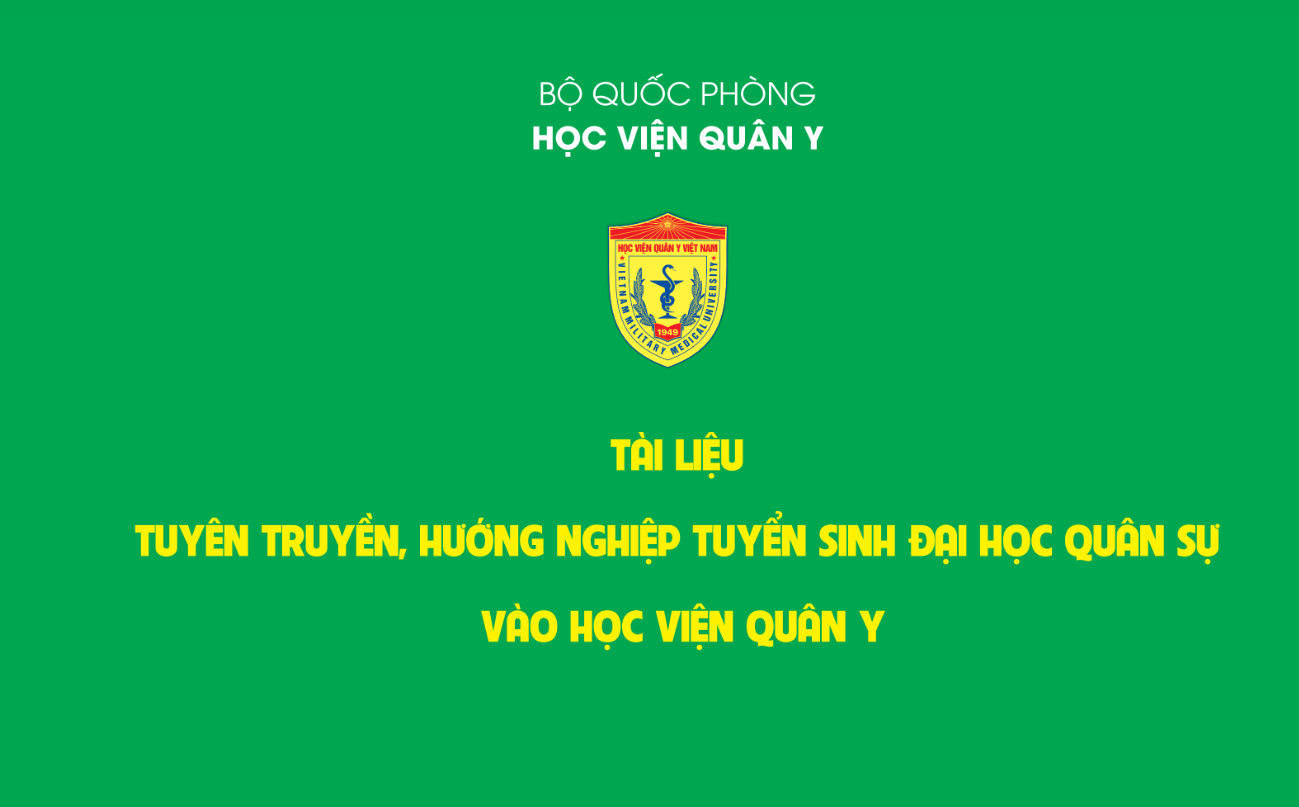 BỘ QUỐC PHÒNG
HỌC VIỆN QUÂN Y
HỌC VIỆN QUÂN Y VIỆT NAM
VIETNAM MILITARY MEDICAL UNIVERSITY
1949
TÀI LIỆU
TUYÊN TRUYỀN, HƯỚNG NGHIỆP TUYỂN SINH ĐẠI HỌC QUÂN SỰ
VÀO HỌC VIỆN QUÂN Y